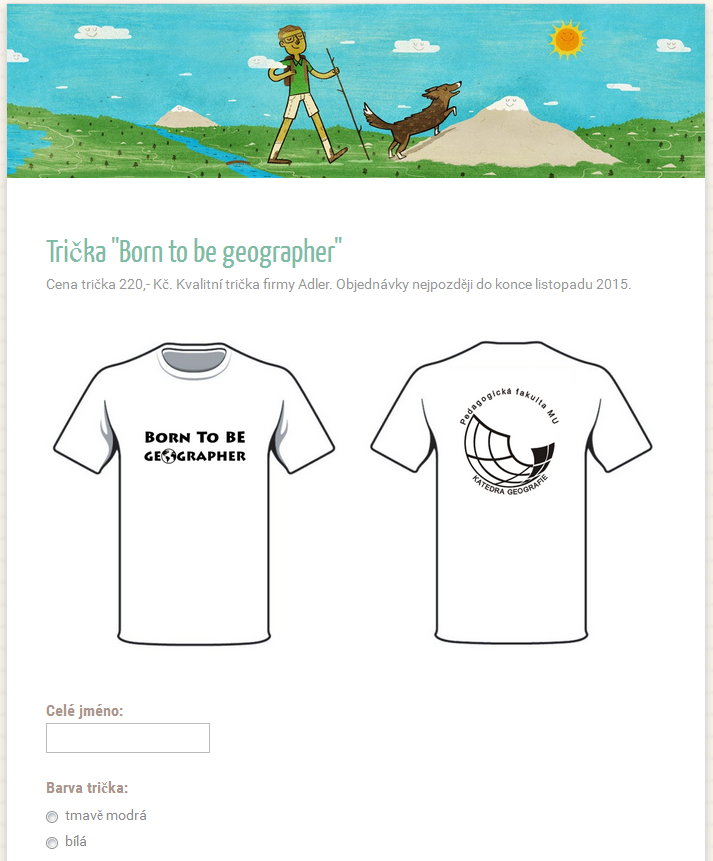 Trička "Born to be geographer"
Cena trička 220,- Kč. Kvalitní trička firmy Adler. Objednávky nejpozději do konce listopadu 2015.
BORN TO BE
GEOGRAPHER
Pedagogická fakulta MU
KATEDRA GEOGRAFIE
Celé jméno:
Barva trička:
tmavě modrá
bílá